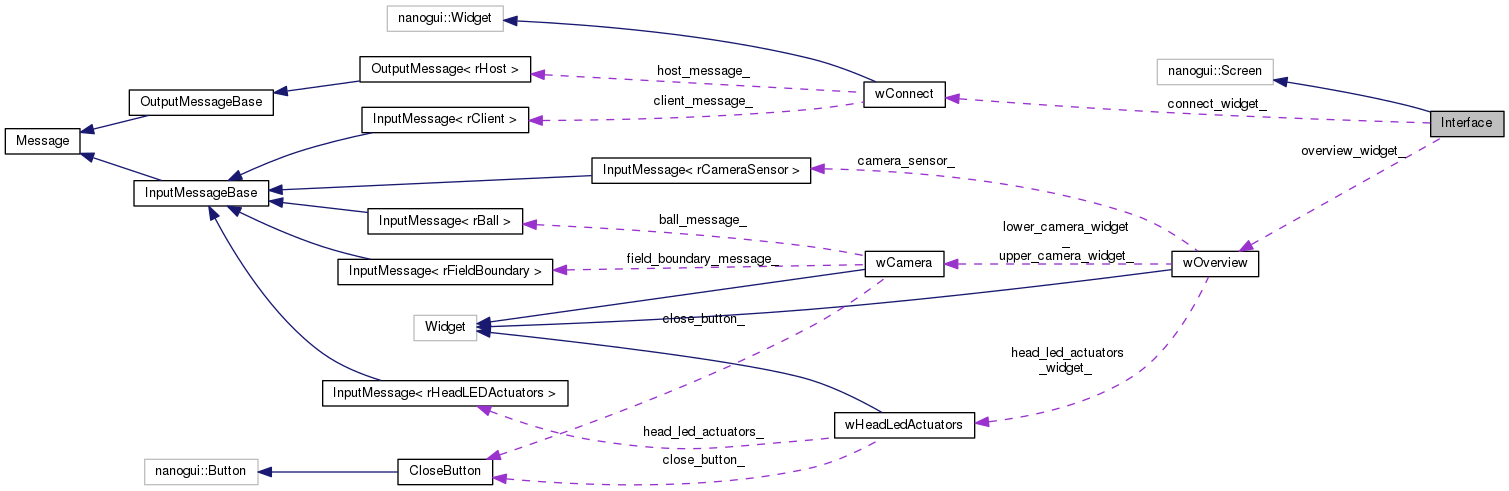 nanogui::Widget
OutputMessage< rHost >
host_message_
nanogui::Screen
OutputMessageBase
wConnect
client_message_
connect_widget_
InputMessage< rClient >
Interface
Message
overview_widget_
camera_sensor_
InputMessage< rCameraSensor >
InputMessageBase
InputMessage< rBall >
ball_message_
lower_camera_widget
_
upper_camera_widget_
field_boundary_message_
wCamera
wOverview
InputMessage< rFieldBoundary >
Widget
close_button_
head_led_actuators
_widget_
InputMessage< rHeadLEDActuators >
wHeadLedActuators
head_led_actuators_
close_button_
nanogui::Button
CloseButton